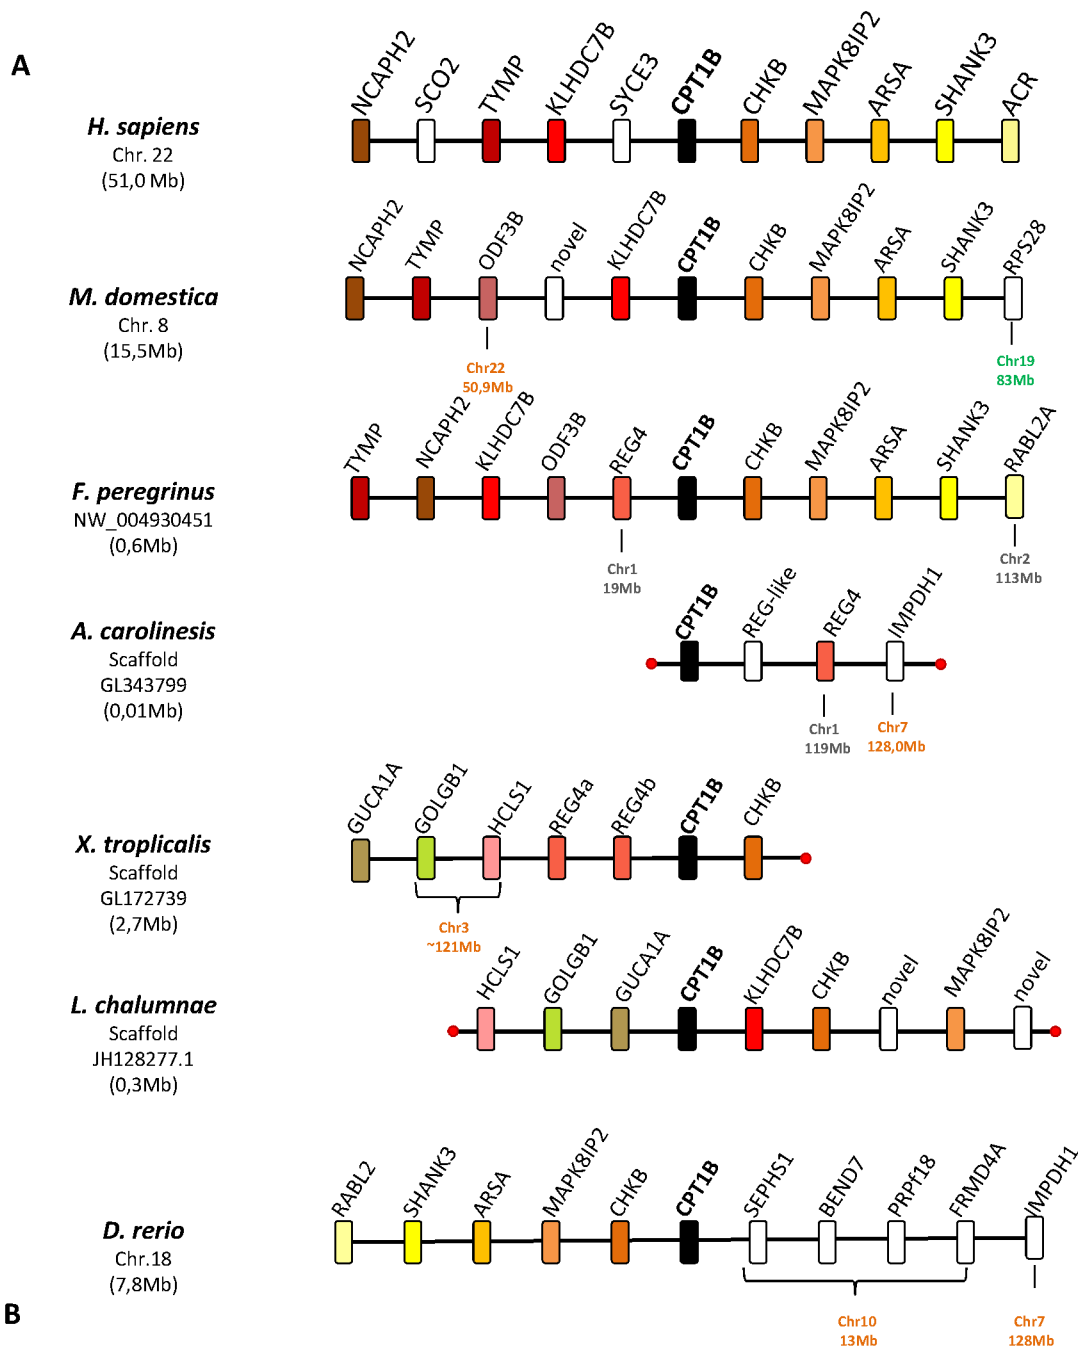 A
NCAPH2 SCO2 TYMP KLHDC7B SYCE3 CPT1B CHKB MAPK8IP2 ARSA SHANK3 ACR
H. sapiens
Chr. 22
(51,0 Mb)
NCAPH2 TYMP ODF3B novel KLHDC7B CPT1B CHKB MAPK8IP2 ARSA SHANK3 RPS28
M. domestica
Chr. 8
(15,5Mb)
Chr22
50,9Mb
Chr19
83Mb
TYMP NCAPH2 KLHDC7B ODF3B REG4 CPT1B CHKB MAPK8IP2 ARSA SHANK3 RABL2A
F. peregrinus
NW_004930451
(0,6Mb)
Chr1
19Mb
Chr2
113Mb
CPT1B REG-like REG4 IMPDH1
A. carolinesis
Scaffold
GL343799
(0,01Mb)
Chr1
119Mb
Chr7
128,0Mb
GUCA1A GOLGB1 HCLS1 REG4a REG4b CPT1B CHKB
X. troplicalis
Scaffold
GL172739
(2,7Mb)
Chr3
~121Mb
HCLS1 GOLGB1 GUCA1A CPT1B KLHDC7B CHKB novel MAPK8IP2 novel
L. chalumnae
Scaffold
JH128277.1
(0,3Mb)
RABL2 SHANK3 ARSA MAPK8IP2 CHKB CPT1B SEPHS1 BEND7 PRPf18 FRMD4A IMPDH1
D. rerio
Chr.18
(7,8Mb)
Chr10
13Mb
Chr7
128Mb
B